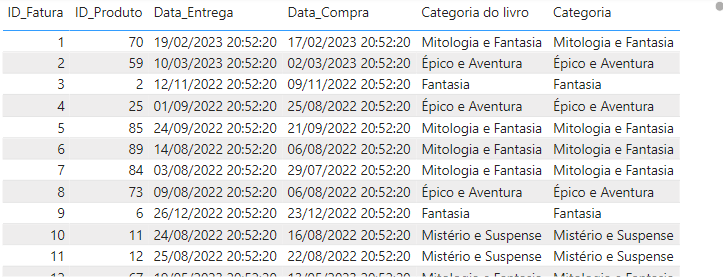 ID_Fatura ID_Produto Data_Entrega Data_Compra Categoria do livro Categoria
1 70 19/02/2023 20:52:20 17/02/2023 20:52:20 Mitologia e Fantasia Mitologia e Fantasia
2 59 10/03/2023 20:52:20 02/03/2023 20:52:20 Épico e Aventura Épico e Aventura
3 2 12/11/2022 20:52:20 09/11/2022 20:52:20 Fantasia Fantasia
4 25 01/09/2022 20:52:20 25/08/2022 20:52:20 Épico e Aventura Épico e Aventura
5 85 24/09/2022 20:52:20 21/09/2022 20:52:20 Mitologia e Fantasia Mitologia e Fantasia
6 89 14/08/2022 20:52:20 06/08/2022 20:52:20 Mitologia e Fantasia Mitologia e Fantasia
7 84 03/08/2022 20:52:20 29/07/2022 20:52:20 Mitologia e Fantasia Mitologia e Fantasia
8 73 09/08/2022 20:52:20 06/08/2022 20:52:20 Épico e Aventura Épico e Aventura
9 6 26/12/2022 20:52:20 23/12/2022 20:52:20 Fantasia Fantasia
10 11 24/08/2022 20:52:20 16/08/2022 20:52:20 Mistério e Suspense Mistério e Suspense
11 12 25/08/2022 20:52:20 22/08/2022 20:52:20 Mistério e Suspense Mistério e Suspense